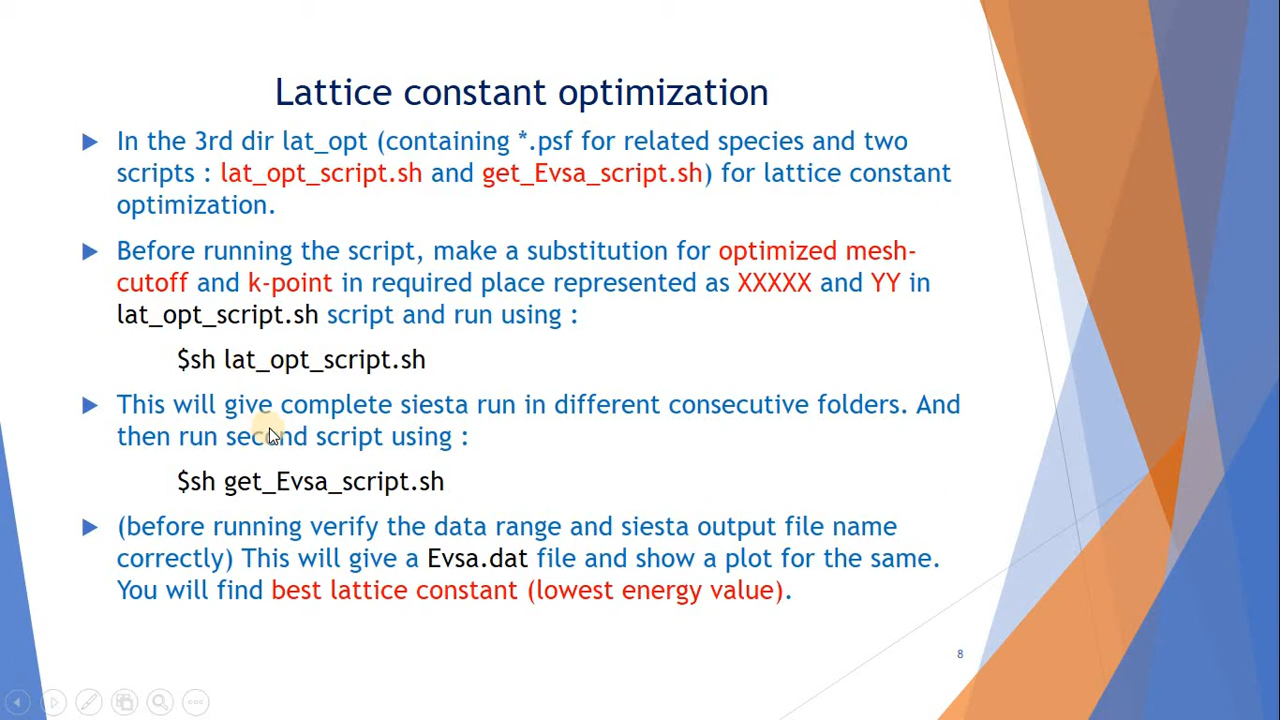 Lattice constant optimization
In the 3rd dir lat_opt (containing *.psf for related species and two
scripts : lat_opt_script.sh and get_Evsa_script.sh) for lattice constant
optimization.
Before running the script, make a substitution for optimized mesh-
cutoff and k-point in required place represented as XXXXX and YY in
lat_opt_script.sh script and run using :
$sh lat_opt_script.sh
This will give complete siesta run in different consecutive folders. And
then run second script using :
$sh get_Evsa_script.sh
(before running verify the data range and siesta output file name
correctly) This will give a Evsa.dat file and show a plot for the same.
You will find best lattice constant (lowest energy value).
8